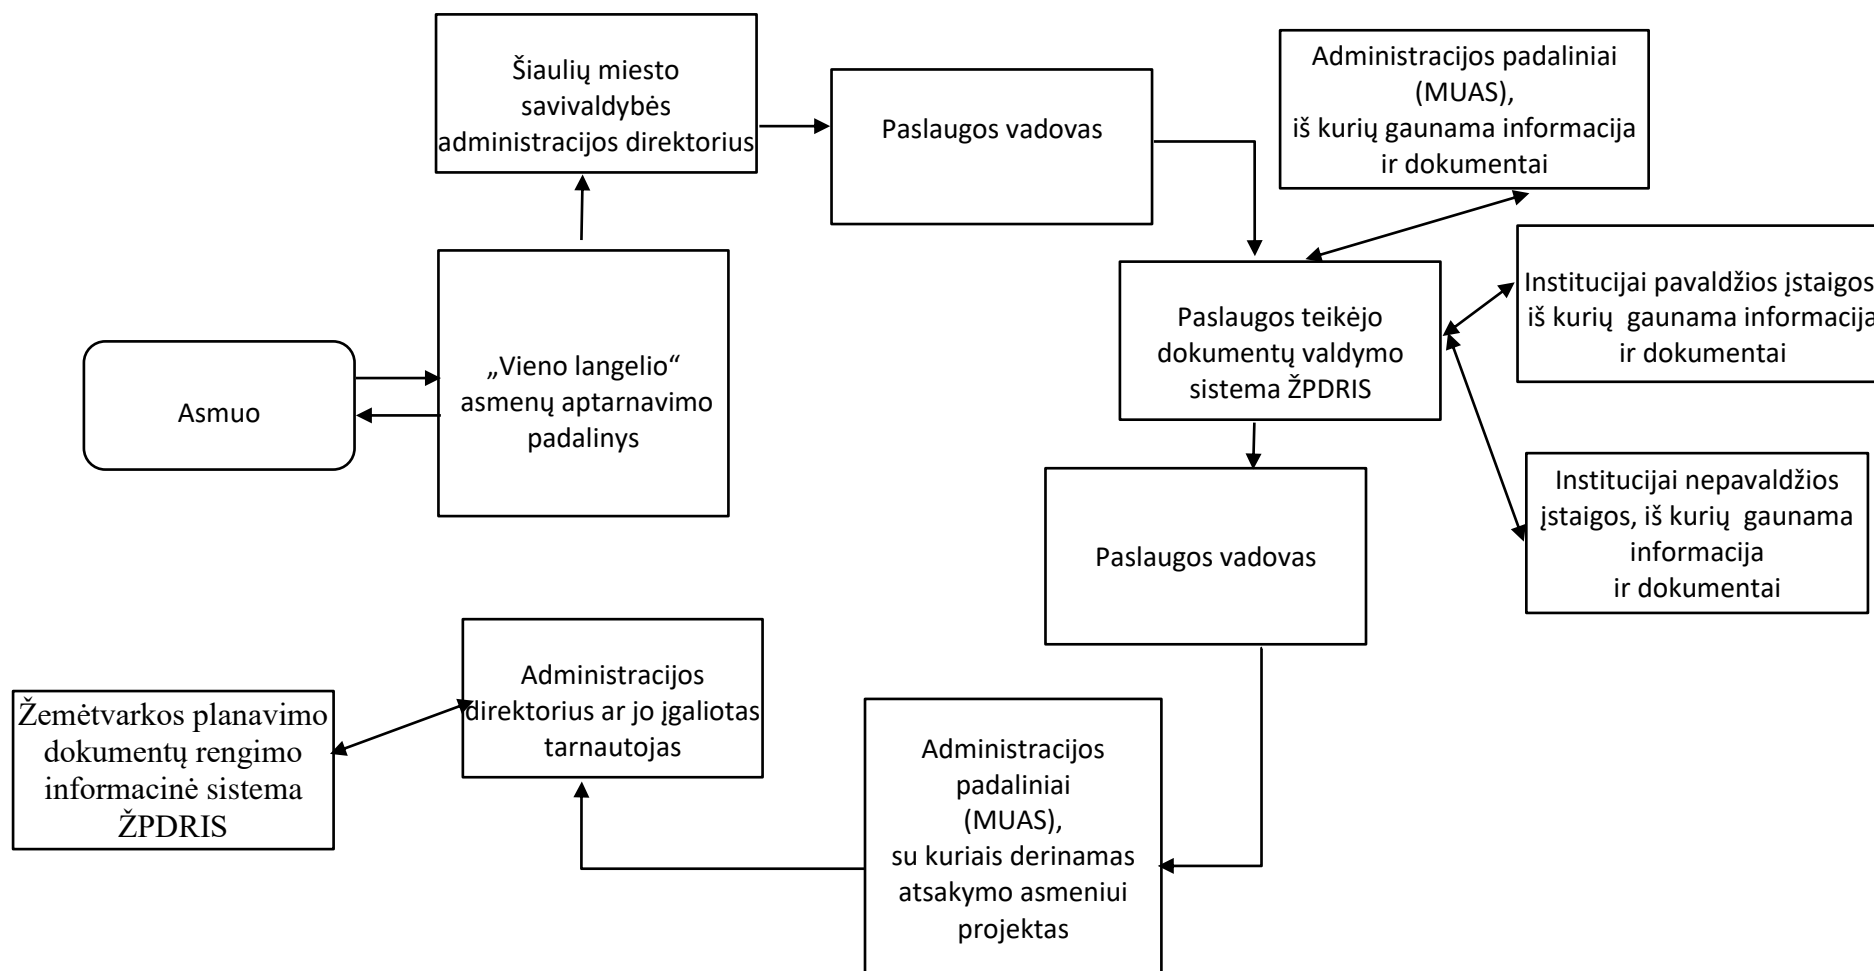 Šiaulių miesto
savivaldybės
administracijos direktorius
Paslaugos vadovas
Administracijos padaliniai
(MUAS),
iš kurių gaunama informacija
ir dokumentai
Institucijai pavaldžios įstaigos
iš kurių gaunama informacija
ir dokumentai
Paslaugos teikėjo
dokumentų valdymo
sistema ŽPDRIS
„Vieno langelio“
asmenų aptarnavimo
padalinys
Asmuo
Institucijai nepavaldžios
įstaigos, iš kurių gaunama
informacija
ir dokumentai
Paslaugos vadovas
Administracijos
direktorius ar jo įgaliotas
tarnautojas
Žemėtvarkos planavimo
dokumentų rengimo
informacinė sistema
ŽPDRIS
Administracijos
padaliniai
(MUAS),
su kuriais derinamas
atsakymo asmeniui
projektas